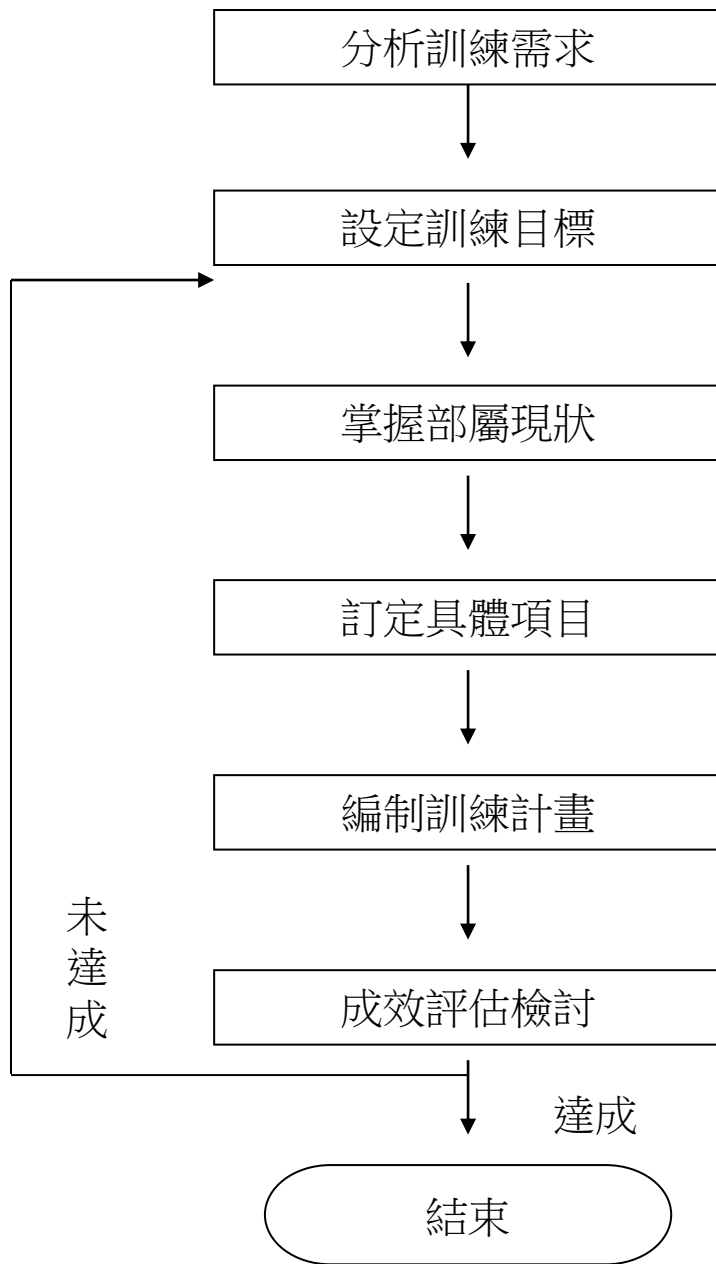 分析訓練需求
設定訓練目標
掌握部屬現狀
訂定具體項目
編制訓練計畫
未達成
成效評估檢討
達成
結束